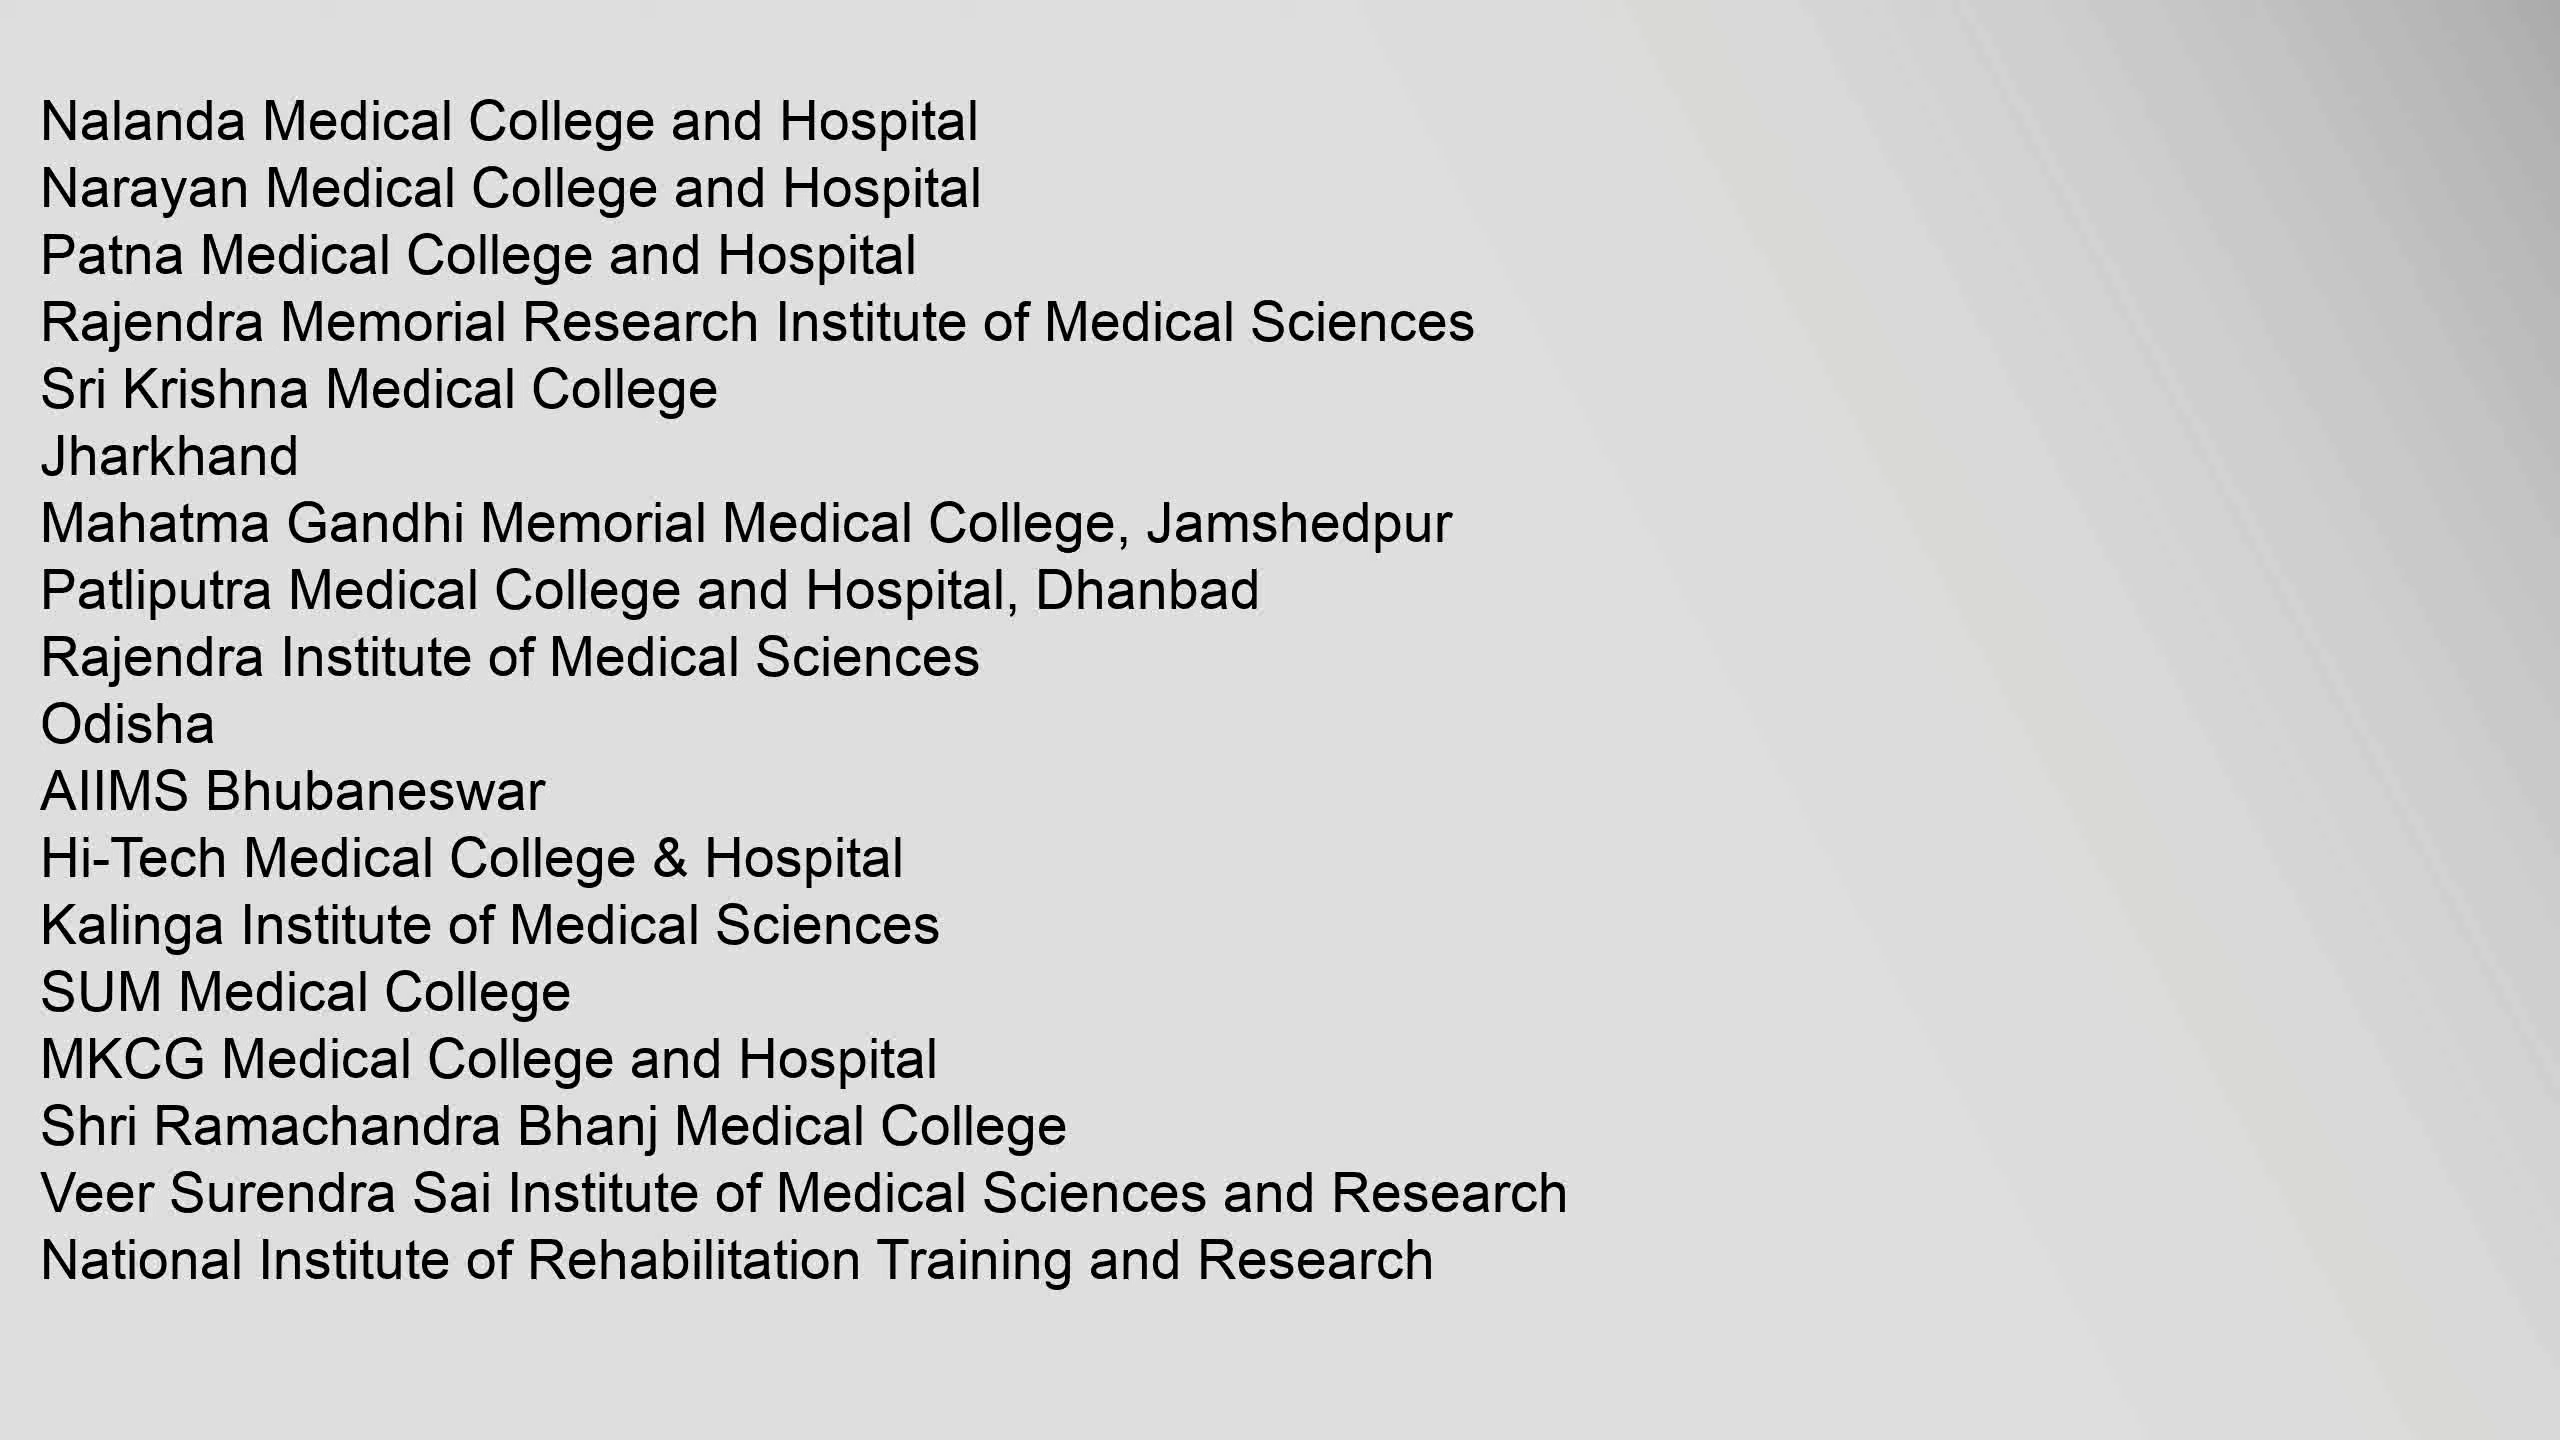 Nalanda Medical College and Hospital
Narayan Medical College and Hospital
Patna Medical College and Hospital
Rajendra Memorial Research Institute of Medical Sciences
Sri Krishna Medical College
Jharkhand
Mahatma Gandhi Memorial Medical College, Jamshedpur
Patliputra Medical College and Hospital, Dhanbad
Rajendra Institute of Medical Sciences
Odisha
AIIMS Bhubaneswar
Hi-Tech Medical College & Hospital
Kalinga Institute of Medical Sciences
SUM Medical College
MKCG Medical College and Hospital
Shri Ramachandra Bhanj Medical College
Veer Surendra Sai Institute of Medical Sciences and Research
National Institute of Rehabilitation Training and Research